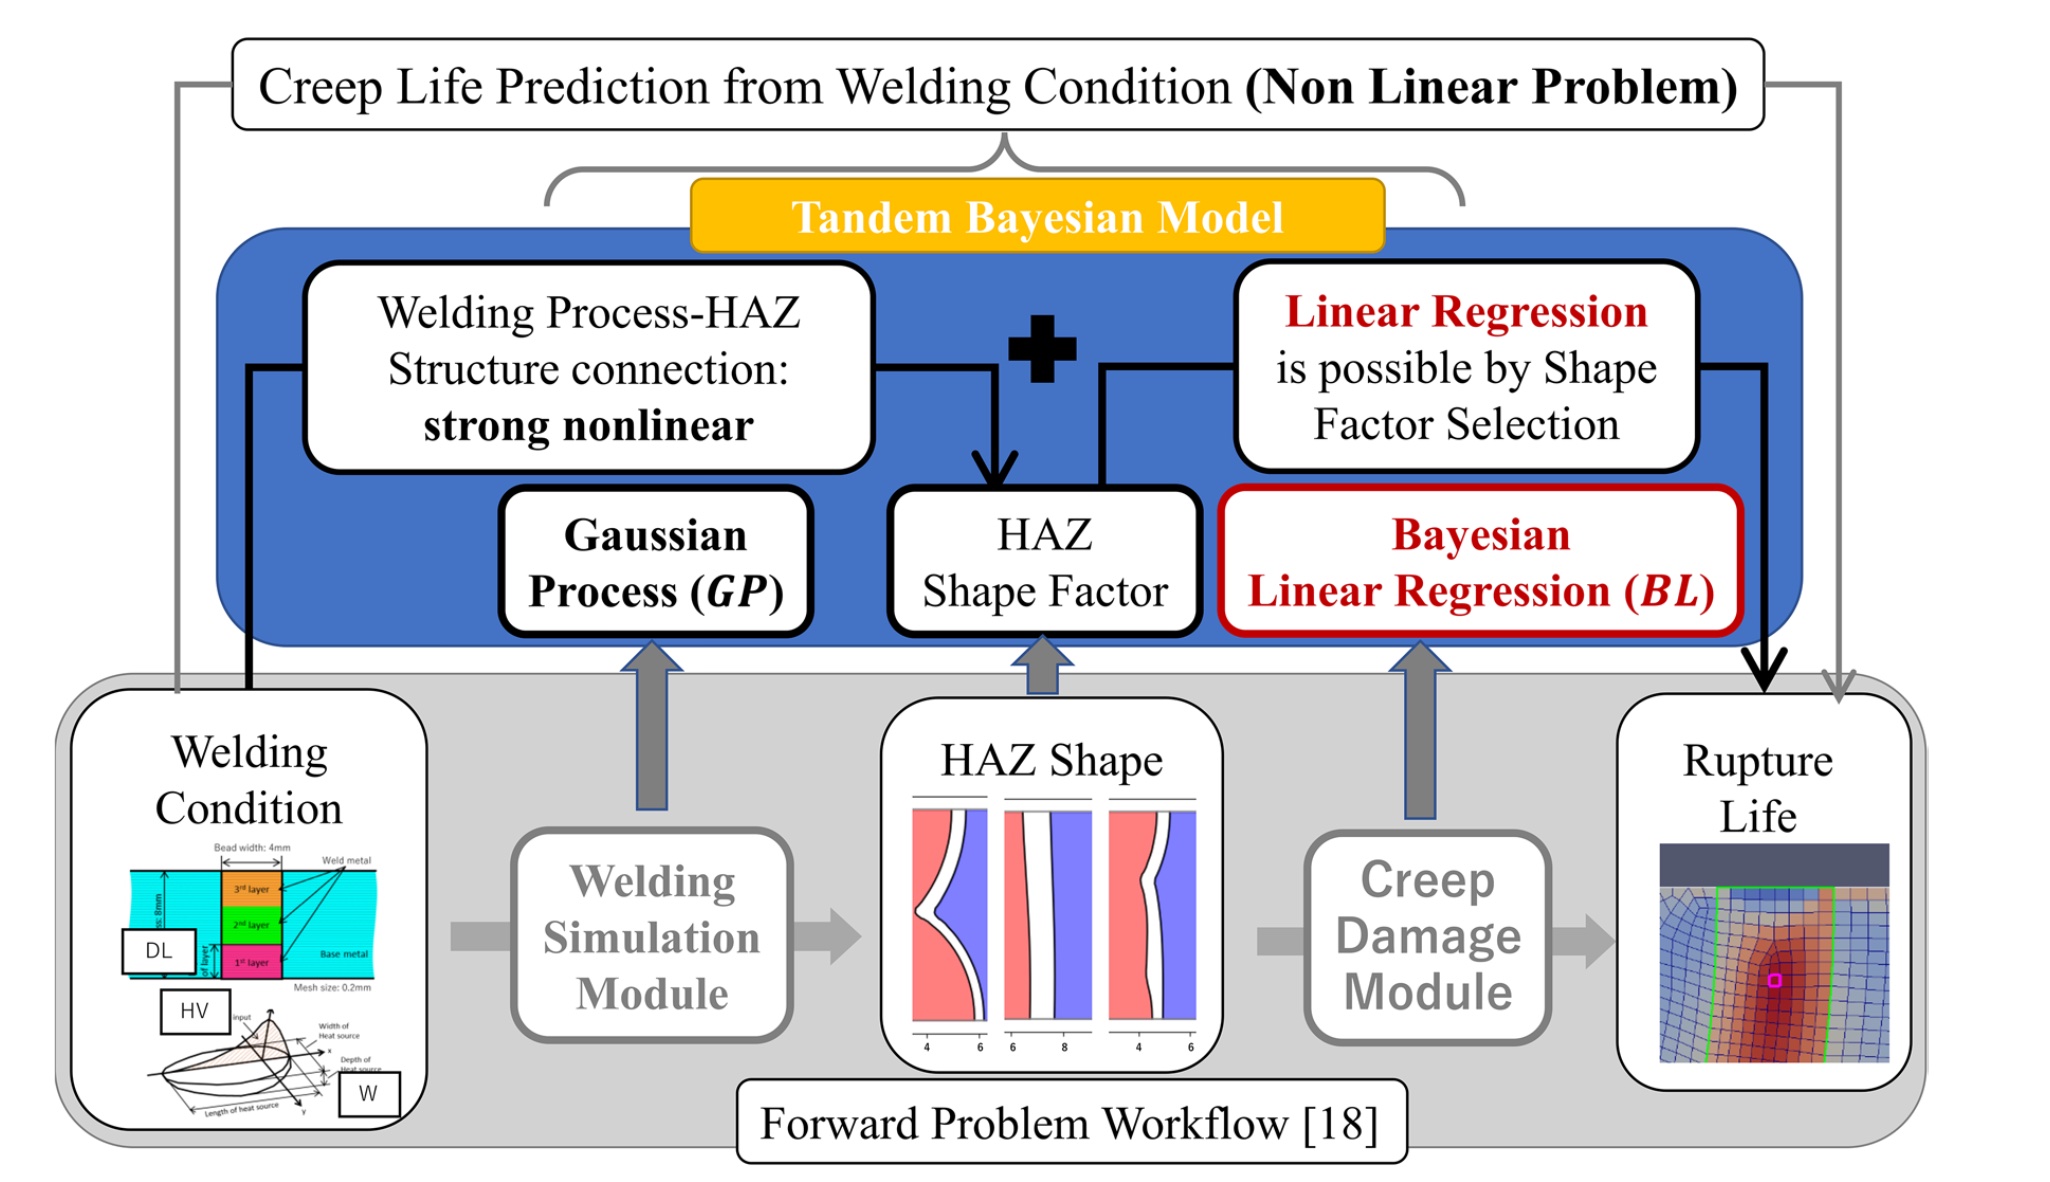 Creep Life Prediction from Welding Condition (Non Linear Problem)
Tandem Bayesian Model
Welding Process-HAZ
Structure connection:
strong nonlinear
Linear Regression
is possible by Shape
Factor Selection
Gaussian
Process (GP)
HAZ
Shape Factor
Bayesian
Linear Regression (BL)
Welding
Condition
Bead width: 4mm
Weld metal
3rd layer
2nd layer
1st layer
8mm
of layer
Base metal
Mesh size: 0.2mm
DL
HV
input
Width of
Heat source
x
Depth of
Heat source
Length of heat source
y
W
Welding
Simulation
Module
HAZ Shape
4 6 6 8 4 6
Creep
Damage
Module
Rupture
Life
Forward Problem Workflow [18]